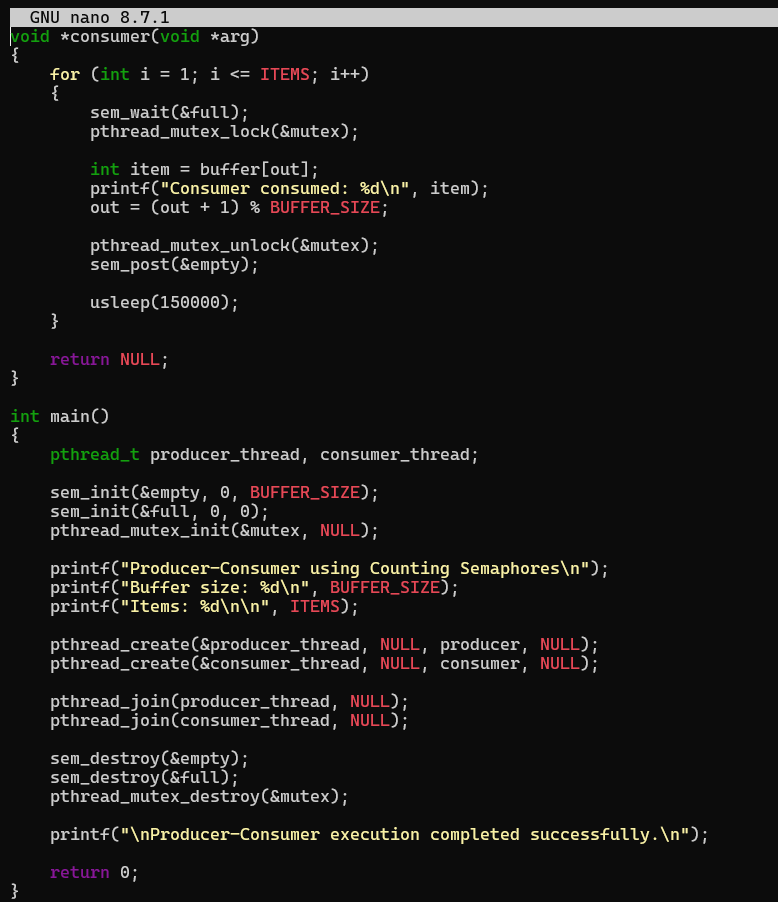 GNU nano 8.7.1
void *consumer(void *arg)
{
    for (int i = 1; i <= ITEMS; i++)
    {
        sem_wait(&full);
        pthread_mutex_lock(&mutex);

        int item = buffer[out];
        printf("Consumer consumed: %d\n", item);
        out = (out + 1) % BUFFER_SIZE;

        pthread_mutex_unlock(&mutex);
        sem_post(&empty);

        usleep(150000);
    }

    return NULL;
}

int main()
{
    pthread_t producer_thread, consumer_thread;

    sem_init(&empty, 0, BUFFER_SIZE);
    sem_init(&full, 0, 0);
    pthread_mutex_init(&mutex, NULL);

    printf("Producer-Consumer using Counting Semaphores\n");
    printf("Buffer size: %d\n", BUFFER_SIZE);
    printf("Items: %d\n\n", ITEMS);

    pthread_create(&producer_thread, NULL, producer, NULL);
    pthread_create(&consumer_thread, NULL, consumer, NULL);

    pthread_join(producer_thread, NULL);
    pthread_join(consumer_thread, NULL);

    sem_destroy(&empty);
    sem_destroy(&full);
    pthread_mutex_destroy(&mutex);

    printf("\nProducer-Consumer execution completed successfully.\n");

    return 0;
}